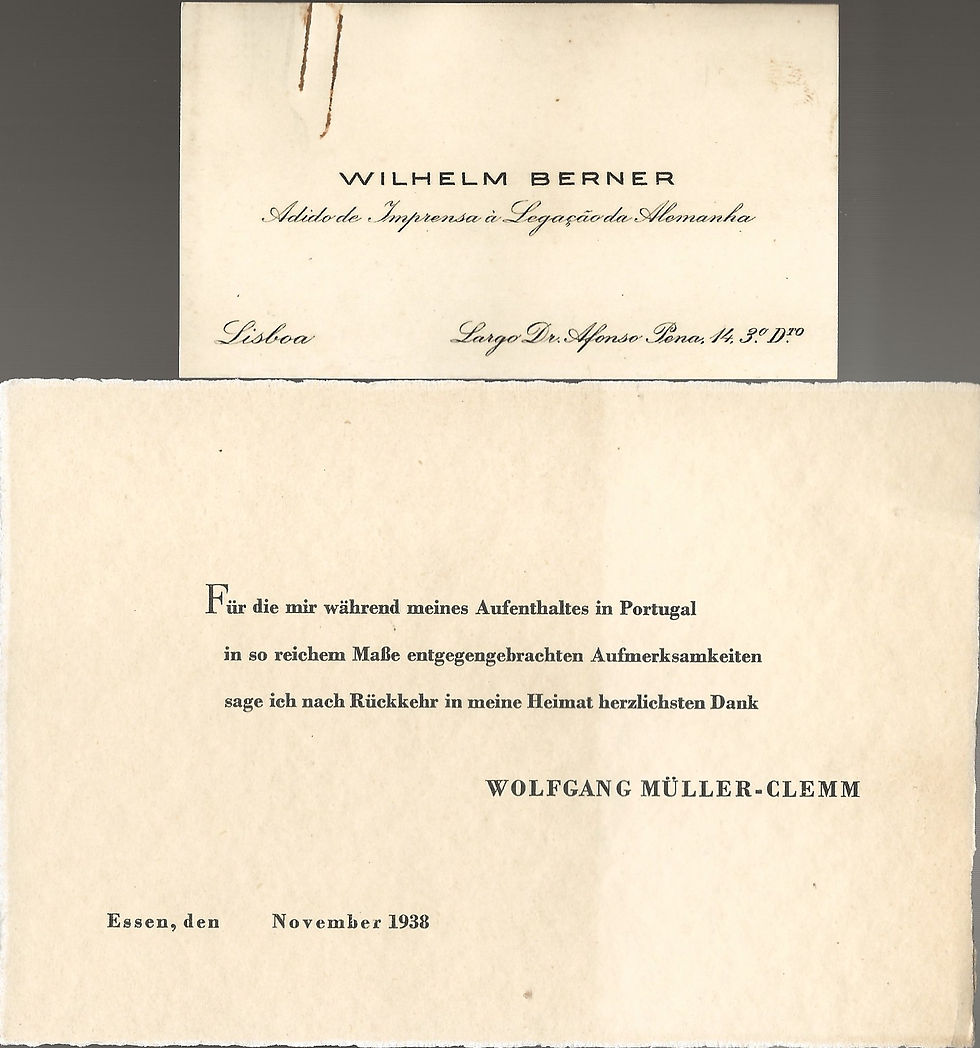 WILHELM BERNER
Adido de Imprensa à Legação da Alemanha
Lisboa Largo Dr. Afonso Pena, 14, 3.º D.ᵗᵒ
Für die mir während meines Aufenthaltes in Portugal
in so reichem Maße entgegengebrachten Aufmerksamkeiten
sage ich nach Rückkehr in meine Heimat herzlichsten Dank
WOLFGANG MÜLLER-CLEMM
Essen, den November 1938